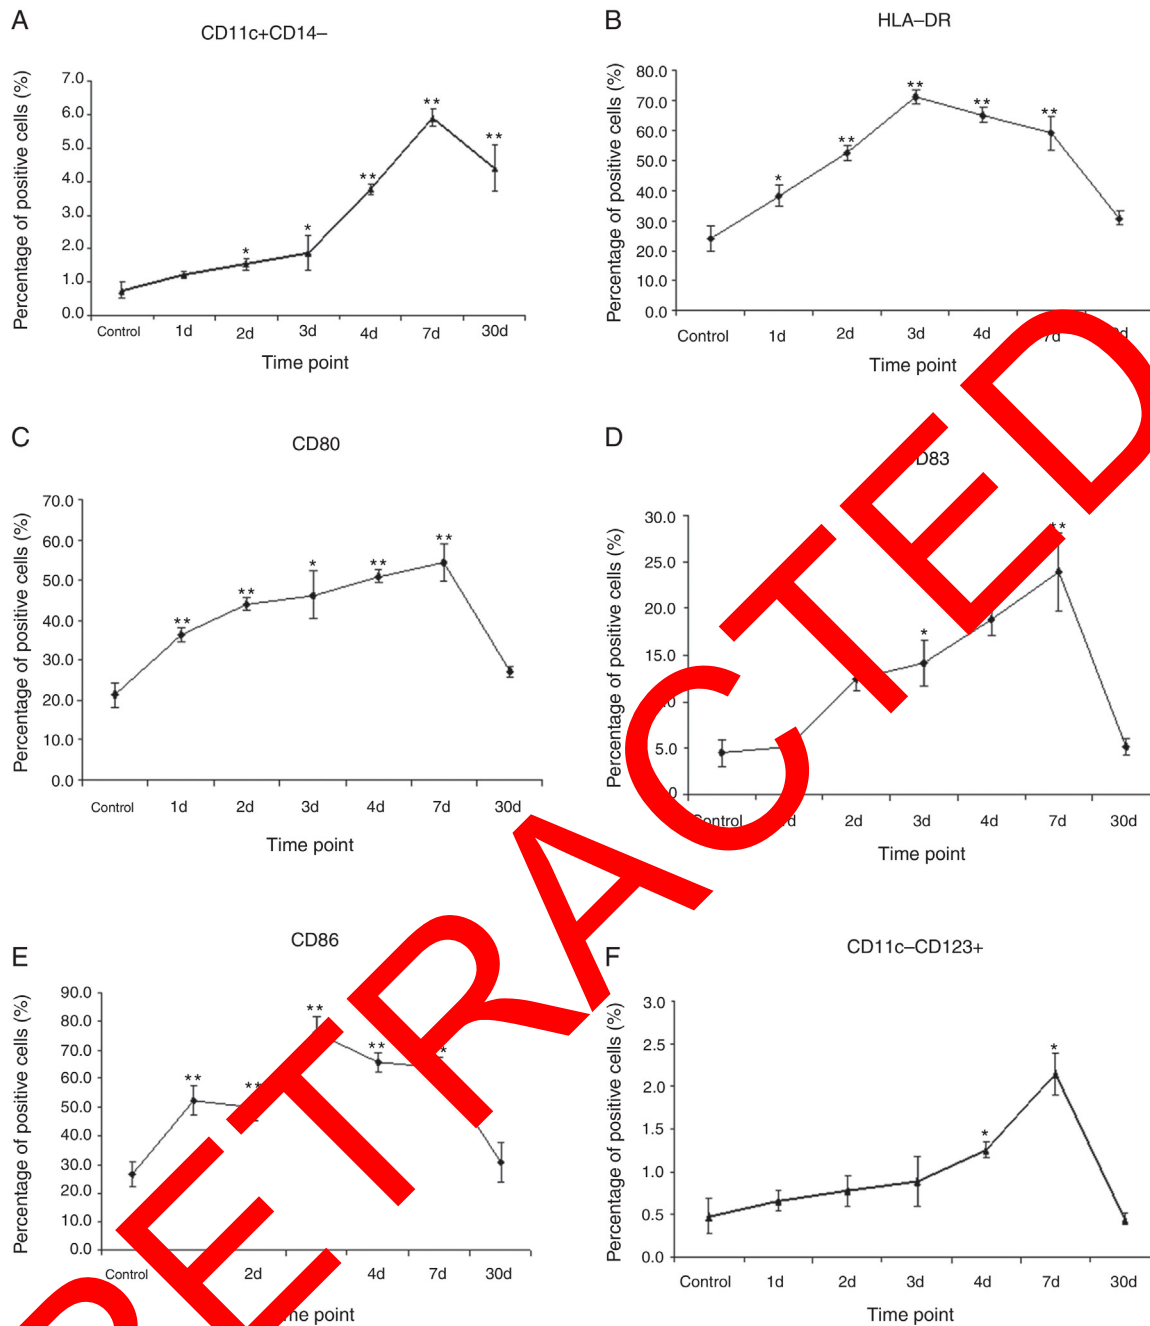 A
CD11c+CD14–
Percentage of positive cells (%)
7.0
6.0
5.0
4.0
3.0
2.0
1.0
0.0
* * ** ** **
Control 1d 2d 3d 4d 7d 30d
Time point
B
HLA–DR
Percentage of positive cells (%)
80.0
70.0
60.0
50.0
40.0
30.0
20.0
10.0
0.0
* ** ** ** **
Control 1d 2d 3d 4d 7d
Time point
C
CD80
Percentage of positive cells (%)
70.0
60.0
50.0
40.0
30.0
20.0
10.0
0.0
** ** * ** **
Control 1d 2d 3d 4d 7d 30d
Time point
D
D83
Percentage of positive cells (%)
30.0
25.0
20.0
15.0
5.0
* **
Control 2d 3d 4d 7d 30d
Time point
E
CD86
Percentage of positive cells (%)
90.0
80.0
70.0
60.0
50.0
40.0
30.0
20.0
10.0
0.0
** ** ** ** *
Control 2d 4d 7d 30d
point
F
CD11c–CD123+
Percentage of positive cells (%)
3.0
2.5
2.0
1.5
1.0
0.5
0.0
* *
Control 1d 2d 3d 4d 7d 30d
Time point
RETRACTED